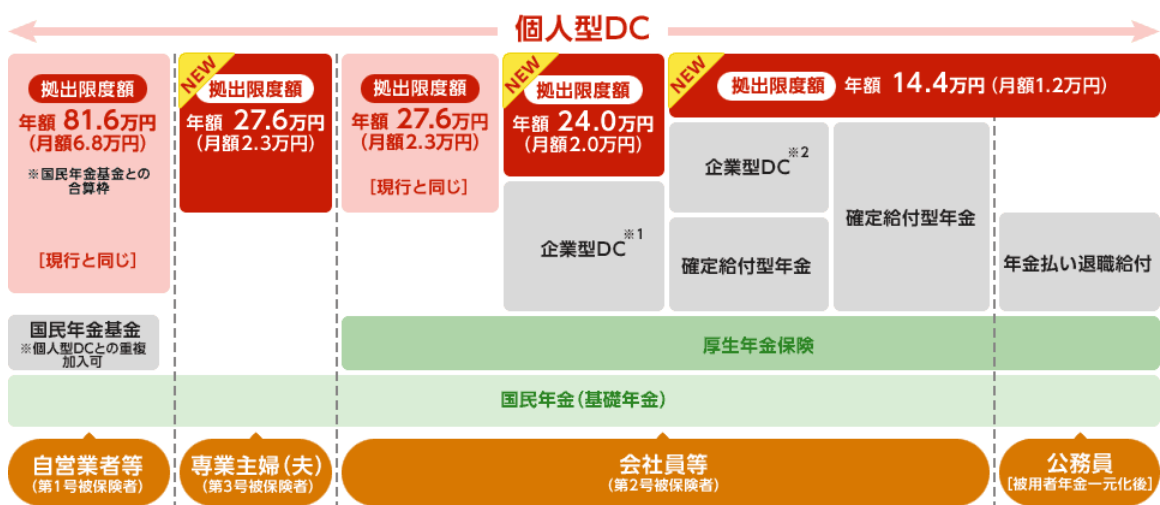 個人型DC
拠出限度額
年額 81.6万円
(月額6.8万円)
※国民年金基金との
合算枠
[現行と同じ]
国民年金基金
※個人型DCとの重複
加入可
NEW
拠出限度額
年額 27.6万円
(月額2.3万円)
拠出限度額
年額 27.6万円
(月額2.3万円)
[現行と同じ]
NEW
拠出限度額
年額 24.0万円
(月額2.0万円)
企業型DC※1
NEW
拠出限度額 年額 14.4万円(月額1.2万円)
企業型DC※2
確定給付型年金
確定給付型年金
年金払い退職給付
厚生年金保険
国民年金(基礎年金)
自営業者等
(第1号被保険者)
専業主婦(夫)
(第3号被保険者)
会社員等
(第2号被保険者)
公務員
[被用者年金一元化後]